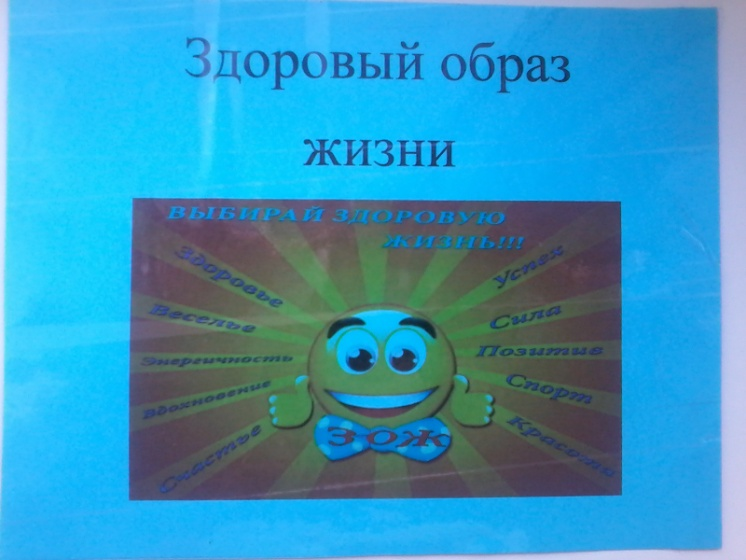 Здоровый образ
жизни
ВЫБИРАЙ ЗДОРОВУЮ
ЖИЗНЬ!!!
Здоровье
Веселье
Энергичность
Вдохновение
Счастье
Успех
Сила
Позитив
Спорт
Красота
ЗОЖ